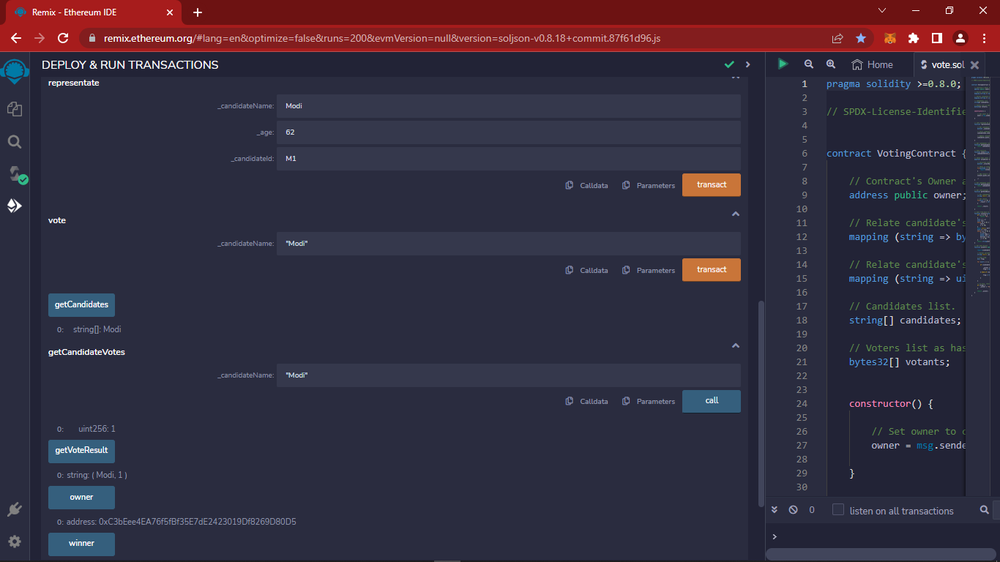 Remix - Ethereum IDE
remix.ethereum.org/#lang=en&optimize=false&runs=200&evmVersion=null&version=soljson-v0.8.18+commit.87f61d96.js
DEPLOY & RUN TRANSACTIONS
representate
_candidateName: Modi
_age: 62
_candidateId: M1
Calldata Parameters transact
vote
_candidateName: "Modi"
Calldata Parameters transact
getCandidates
0: string[]: Modi
getCandidateVotes
_candidateName: "Modi"
Calldata Parameters call
0: uint256: 1
getVoteResult
0: string: ( Modi, 1 )
owner
0: address: 0xC3bEee4EA76f5fBf35E7dE2423019Df8269D80D5
winner
Home vote.sol
1 pragma solidity >=0.8.0;
2
3 // SPDX-License-Identifie
4
5
6 contract VotingContract {
7
8 // Contract's Owner a
9 address public owner;
10
11 // Relate candidate's
12 mapping (string => by
13
14 // Relate candidate's
15 mapping (string => ui
16
17 // Candidates list.
18 string[] candidates;
19
20 // Voters list as has
21 bytes32[] votants;
22
23
24 constructor() {
25
26 // Set owner to c
27 owner = msg.sende
28
29 }
30
0 listen on all transactions
>